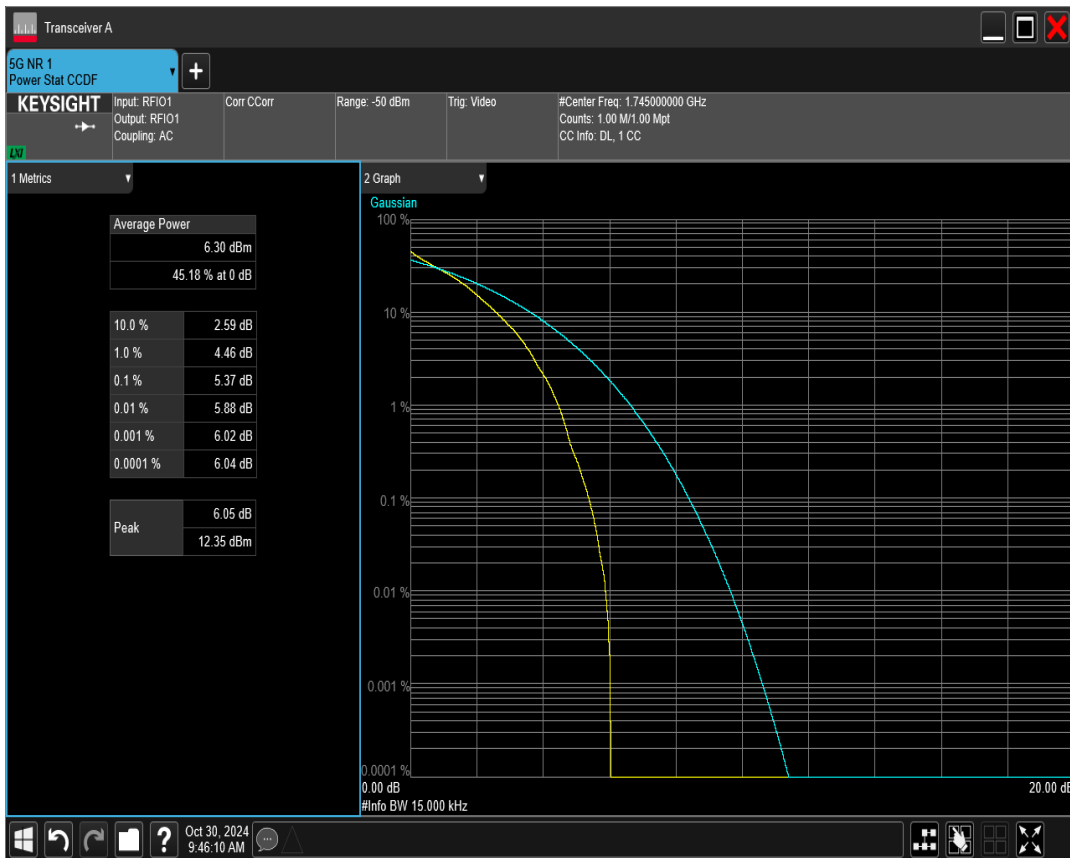 Transceiver A
5G NR 1
Power Stat CCDF
+
KEYSIGHT
LXI
Input: RFIO1
Output: RFIO1
Coupling: AC
Corr CCorr
Range: -50 dBm
Trig: Video
#Center Freq: 1.745000000 GHz
Counts: 1.00 M/1.00 Mpt
CC Info: DL, 1 CC
1 Metrics
Average Power
6.30 dBm
45.18 % at 0 dB
10.0 % 2.59 dB
1.0 % 4.46 dB
0.1 % 5.37 dB
0.01 % 5.88 dB
0.001 % 6.02 dB
0.0001 % 6.04 dB
Peak
6.05 dB
12.35 dBm
2 Graph
Gaussian
100 %
10 %
1 %
0.1 %
0.01 %
0.001 %
0.0001 %
0.00 dB 20.00 dB
#Info BW 15.000 kHz
?
Oct 30, 2024
9:46:10 AM